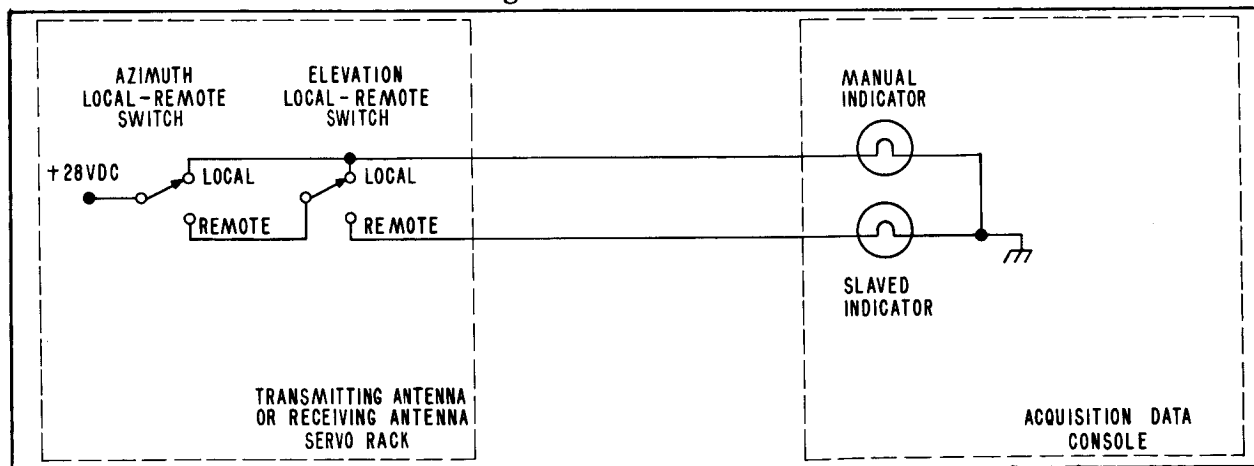 AZIMUTH
LOCAL-REMOTE
SWITCH
ELEVATION
LOCAL-REMOTE
SWITCH
+28VDC
LOCAL
REMOTE
LOCAL
REMOTE
MANUAL
INDICATOR
SLAVED
INDICATOR
TRANSMITTING ANTENNA
OR RECEIVING ANTENNA
SERVO RACK
ACQUISITION DATA
CONSOLE